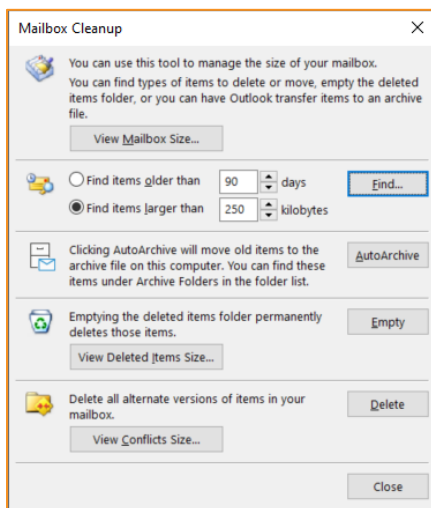 Mailbox Cleanup
You can use this tool to manage the size of your mailbox.
You can find types of items to delete or move, empty the deleted
items folder, or you can have Outlook transfer items to an archive
file.
View Mailbox Size...
Find items older than 90 days Find...
Find items larger than 250 kilobytes
Clicking AutoArchive will move old items to the AutoArchive
archive file on this computer. You can find these
items under Archive Folders in the folder list.
Emptying the deleted items folder permanently Empty
deletes those items.
View Deleted Items Size...
Delete all alternate versions of items in your Delete
mailbox.
View Conflicts Size...
Close